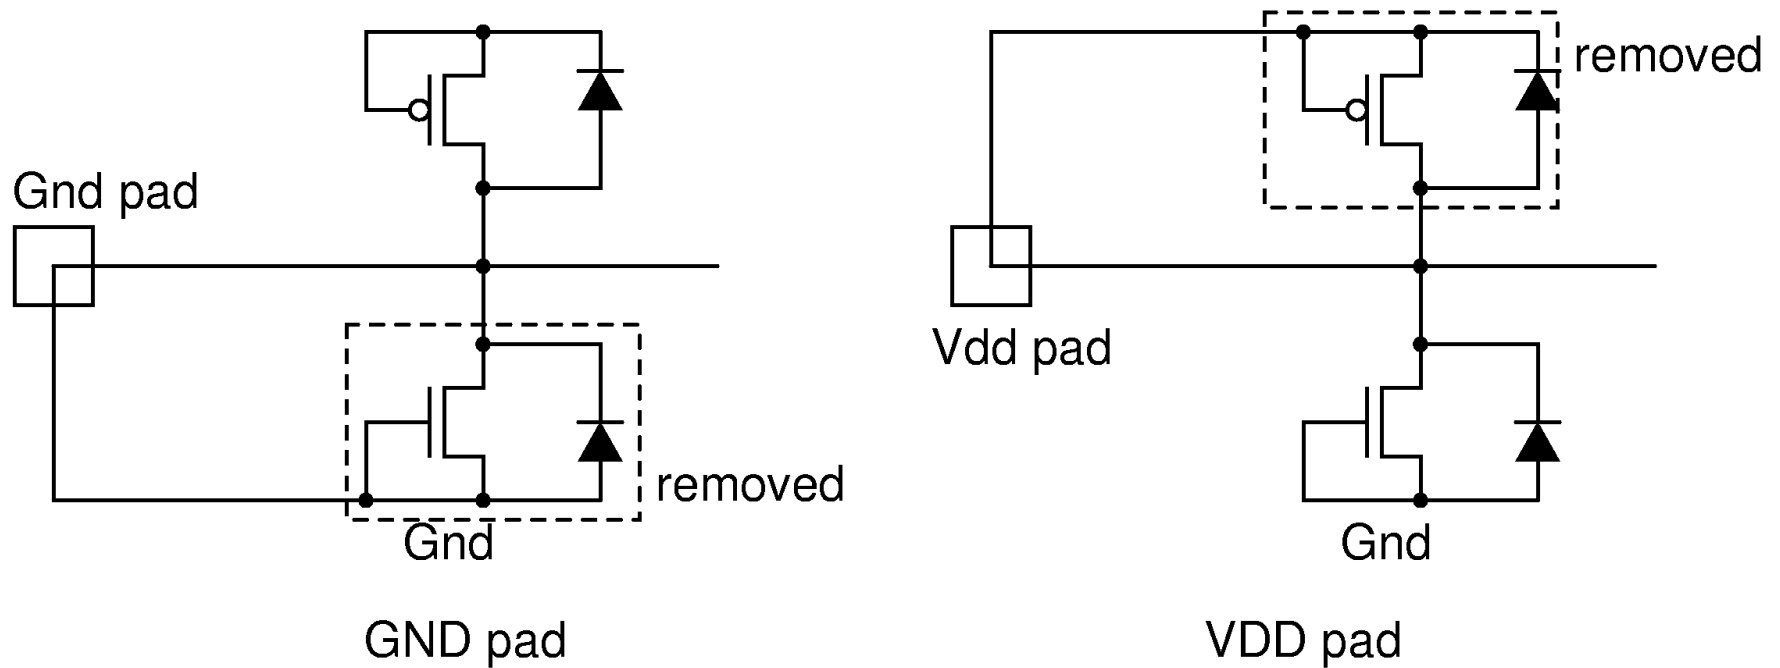 removed
Gnd pad
Vdd pad
removed
Gnd
Gnd
GND pad
VDD pad